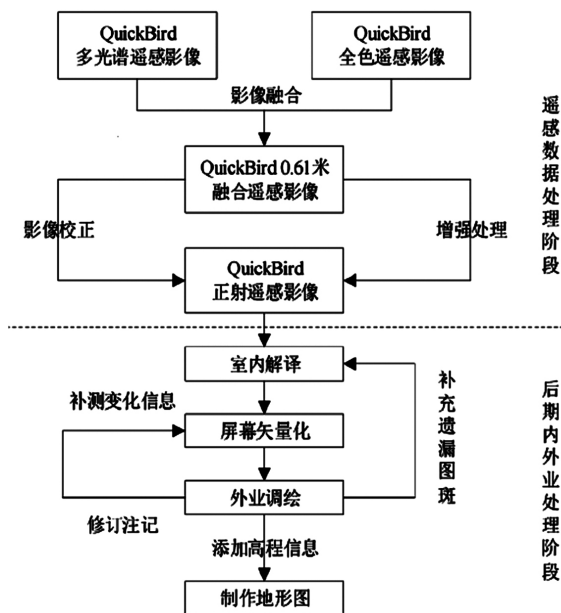 QuickBird
多光谱遥感影像
QuickBird
全色遥感影像
影像融合
QuickBird 0.61米
融合遥感影像
影像校正
增强处理
QuickBird
正射遥感影像
遥感数据处理阶段
室内解译
补测变化信息
屏幕矢量化
补充遗漏图斑
外业调绘
修订注记
添加高程信息
制作地形图
后期内外业处理阶段